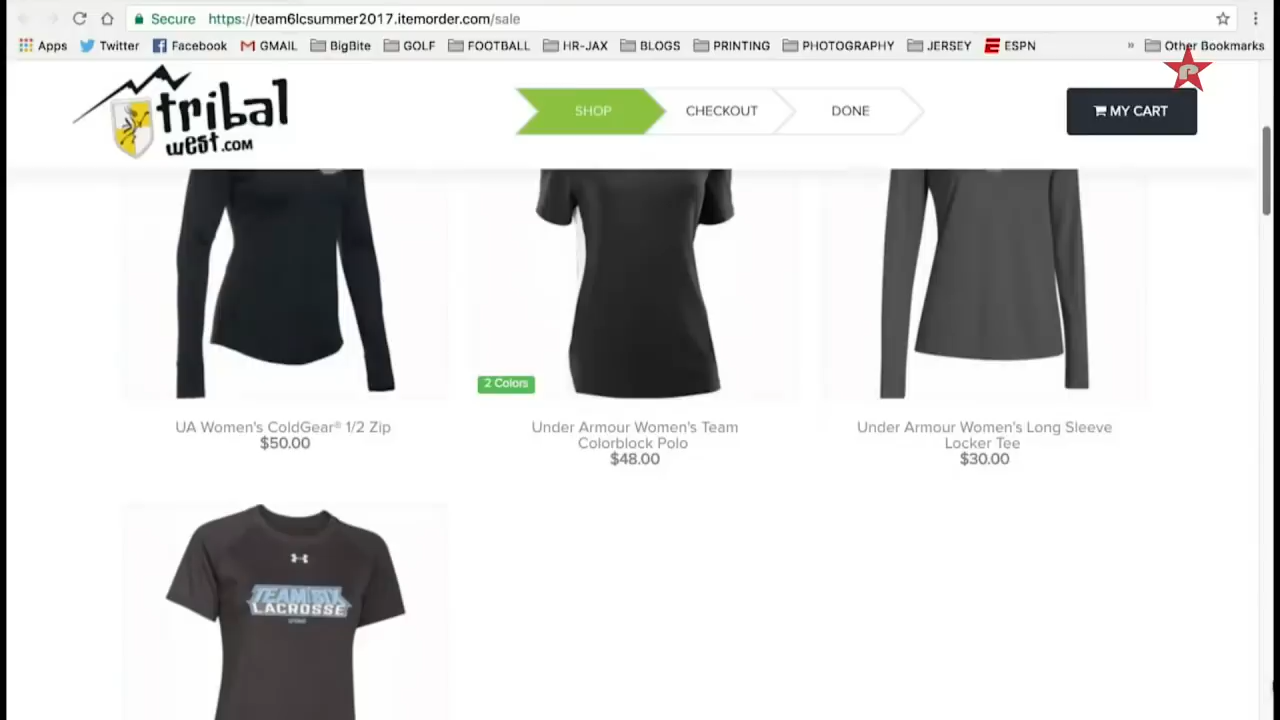 Secure https://team6lcsummer2017.itemorder.com/sale
Apps Twitter Facebook GMAIL BigBite GOLF FOOTBALL HR-JAX BLOGS PRINTING PHOTOGRAPHY JERSEY ESPN » Other Bookmarks
P
tribal
west.com
SHOP CHECKOUT DONE
MY CART
2 Colors
UA Women's ColdGear® 1/2 Zip
$50.00
Under Armour Women's Team
Colorblock Polo
$48.00
Under Armour Women's Long Sleeve
Locker Tee
$30.00
TEAM SIX
LACROSSE